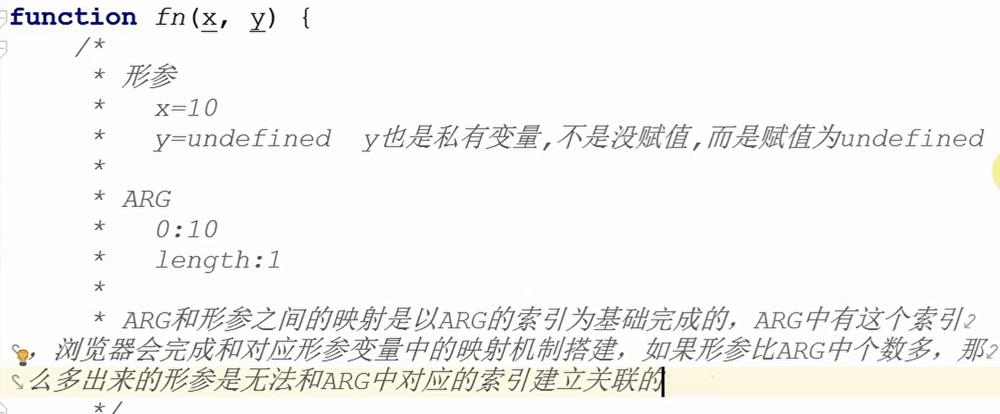 function fn(x, y) {
/*
* 形参
* x=10
* y=undefined y也是私有变量,不是没赋值,而是赋值为undefined
*
* ARG
* 0:10
* length:1
*
* ARG和形参之间的映射是以ARG的索引为基础完成的，ARG中有这个索引
，浏览器会完成和对应形参变量中的映射机制搭建，如果形参比ARG中个数多，那
么多出来的形参是无法和ARG中对应的索引建立关联的
*/